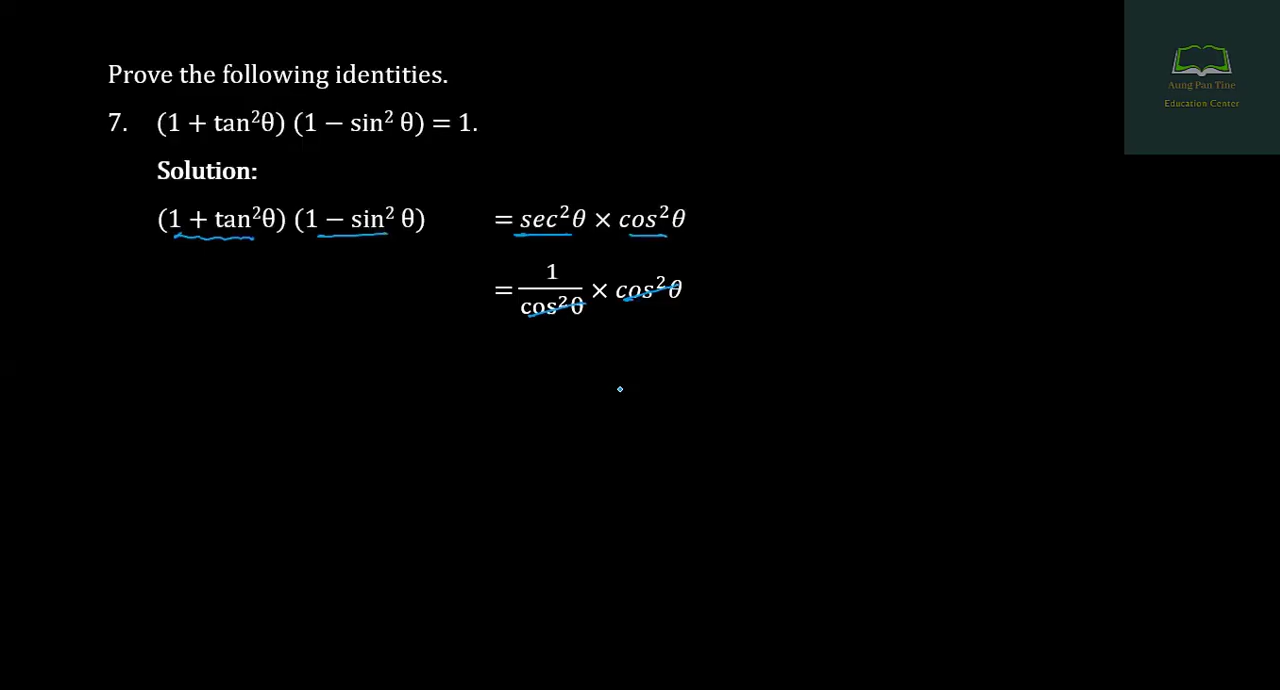 Prove the following identities.
7. (1 + tan²θ) (1 − sin² θ) = 1.
Solution:
(1 + tan²θ) (1 − sin² θ) = sec²θ × cos²θ
= 1/cos²θ × cos²θ
Aung Pan Tine
Education Center